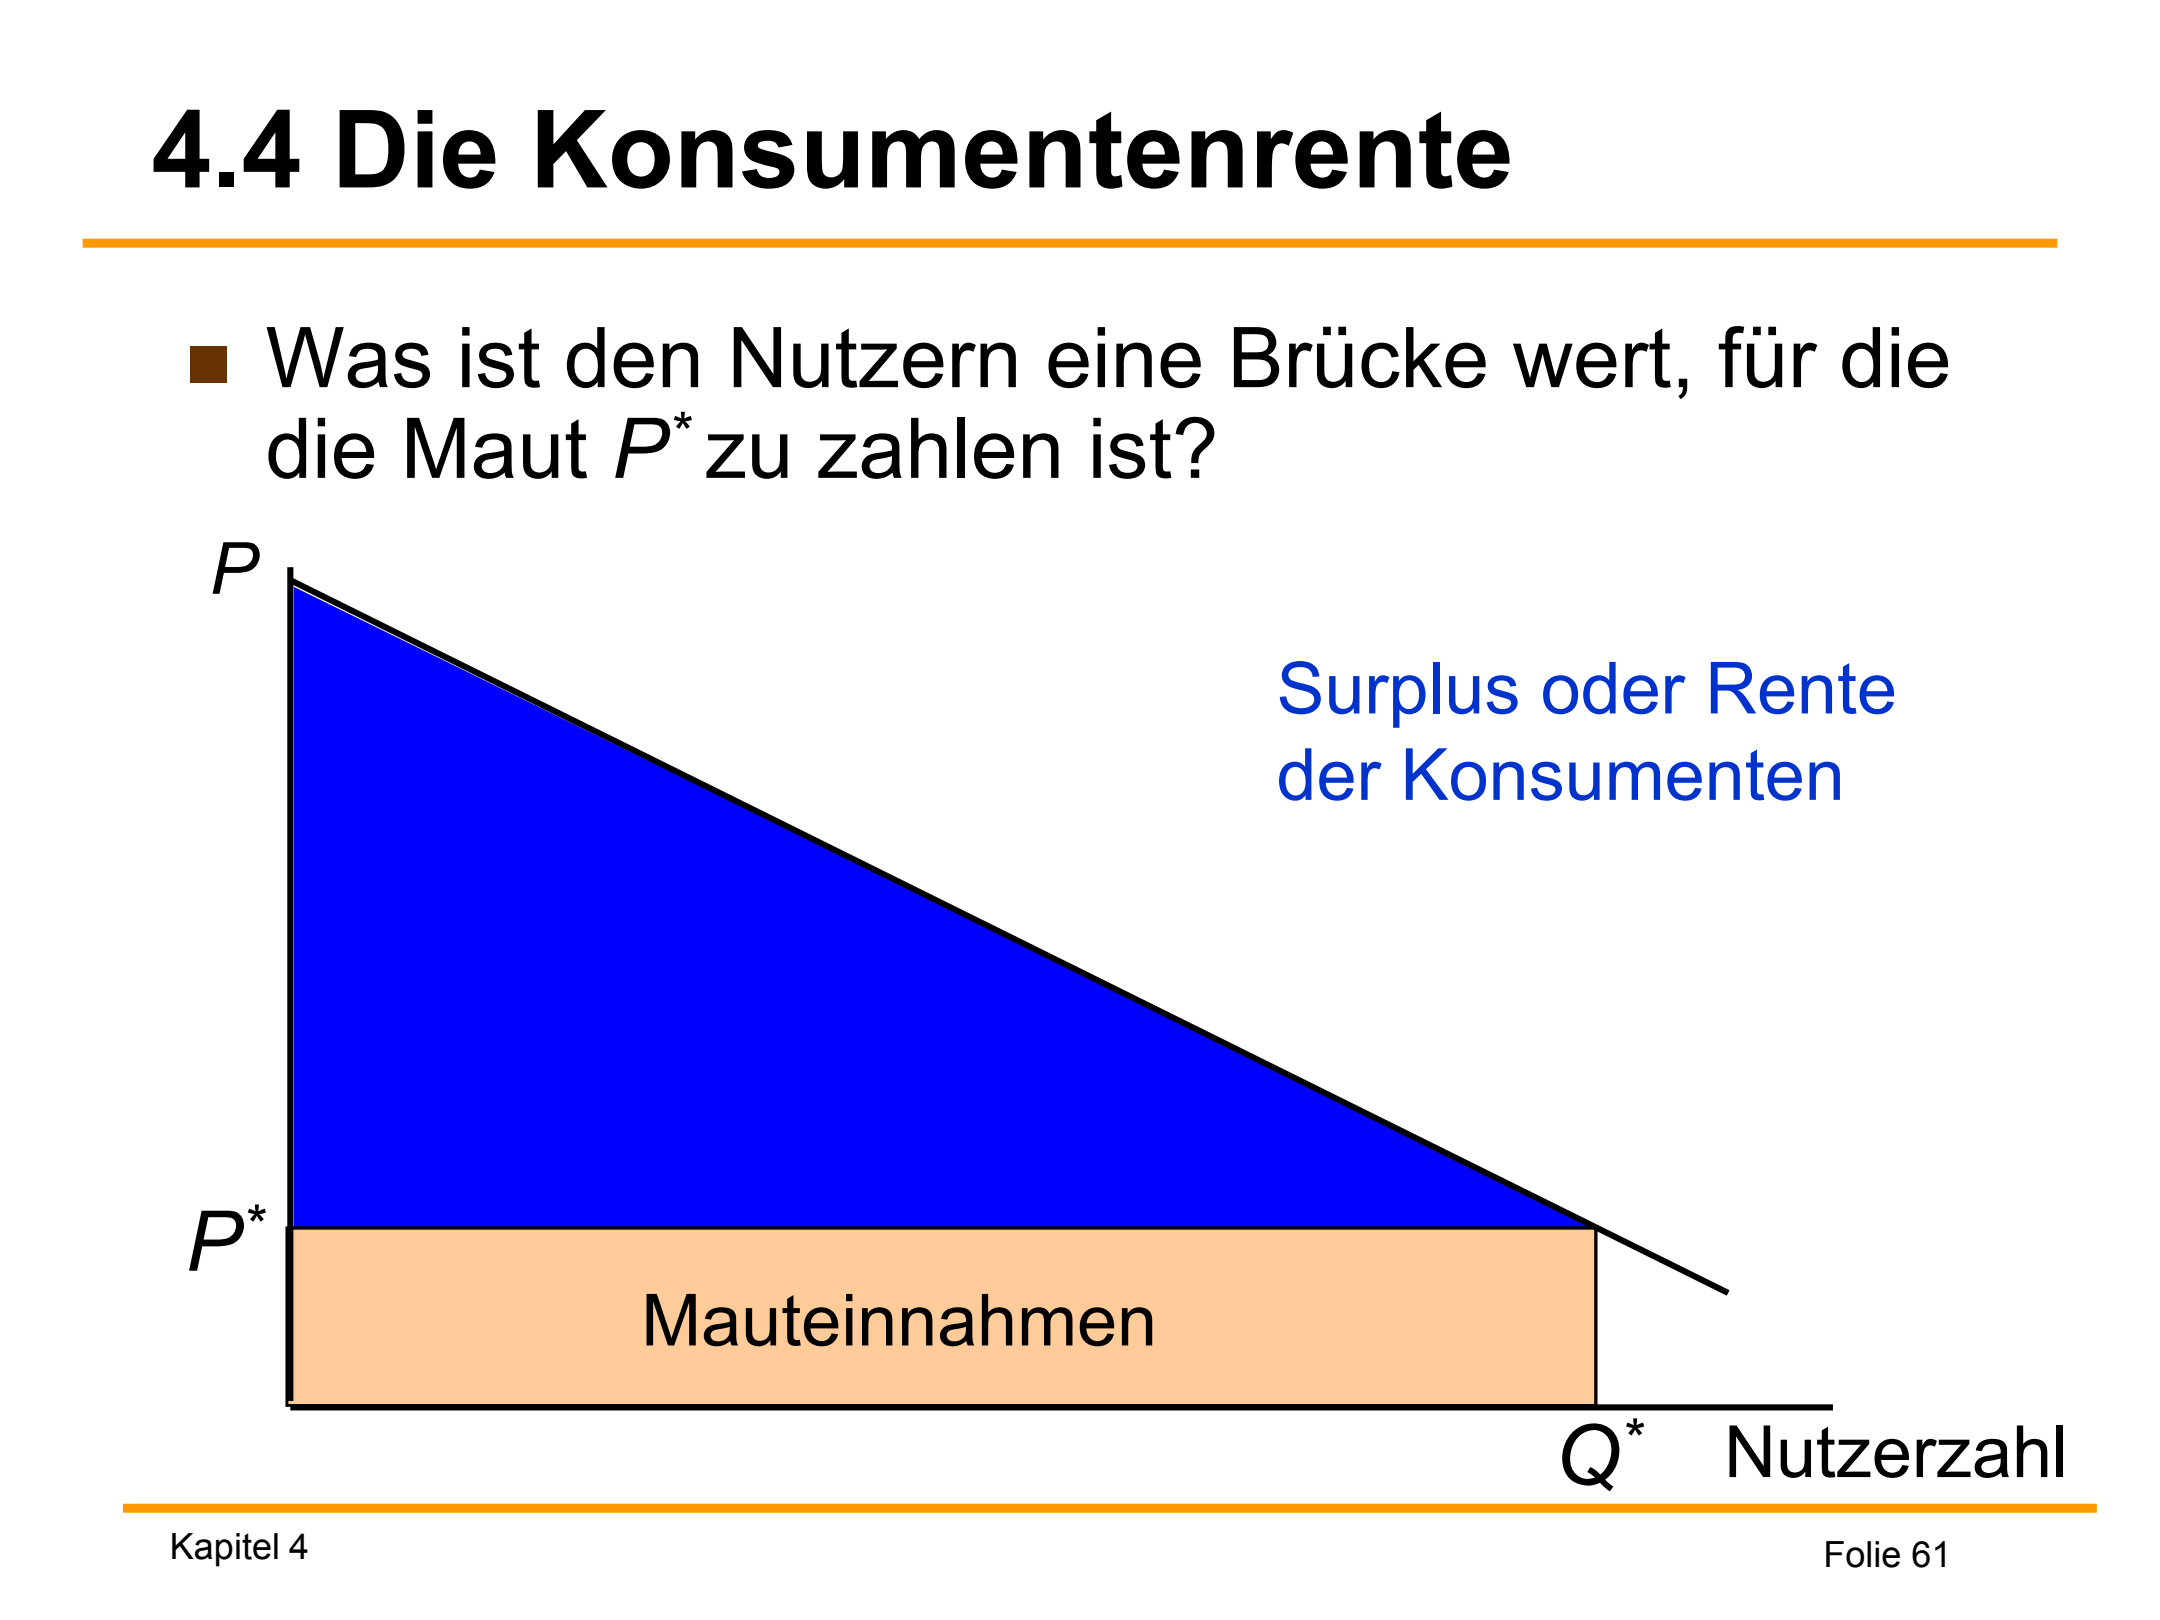 4.4 Die Konsumentenrente
Was ist den Nutzern eine Brücke wert, für die
die Maut P* zu zahlen ist?
P
Surplus oder Rente
der Konsumenten
P*
Mauteinnahmen
Q* Nutzerzahl
Kapitel 4
Folie 61